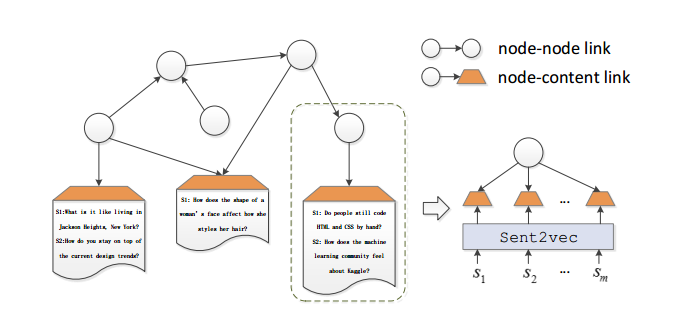 node-node link
node-content link
S1:What is it like living in
Jackson Heights, New York?
S2:How do you stay on top of
the current design trends?
S1: How does the shape of a
woman's face affect how she
styles her hair?
S1: Do people still code
HTML and CSS by hand?
S2: How does the machine
learning community feel
about Kaggle?
...
Sent2vec
S1 S2 ... Sm